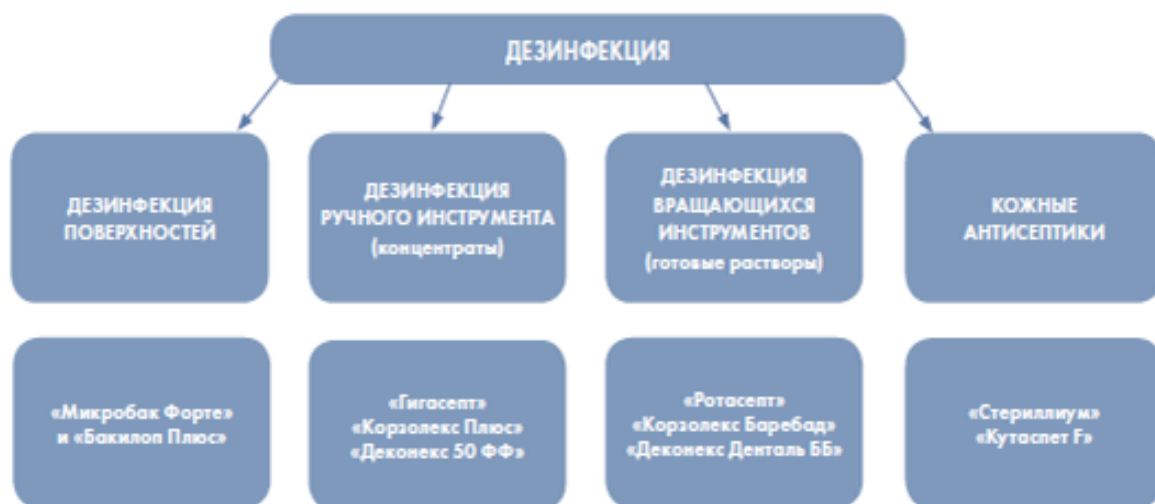 ДЕЗИНФЕКЦИЯ
ДЕЗИНФЕКЦИЯ
ПОВЕРХНОСТЕЙ
ДЕЗИНФЕКЦИЯ
РУЧНОГО ИНСТРУМЕНТА
(концентраты)
ДЕЗИНФЕКЦИЯ
ВРАЩАЮЩИХСЯ
ИНСТРУМЕНТОВ
(готовые растворы)
КОЖНЫЕ
АНТИСЕПТИКИ
«Микробак Форте»
и «Бакилоп Плюс»
«Гигасепт»
«Корзолекс Плюс»
«Деконекс 50 ФФ»
«Ротасепт»
«Корзолекс Баребад»
«Деконекс Денталь ББ»
«Стериллиум»
«Кутаспет F»